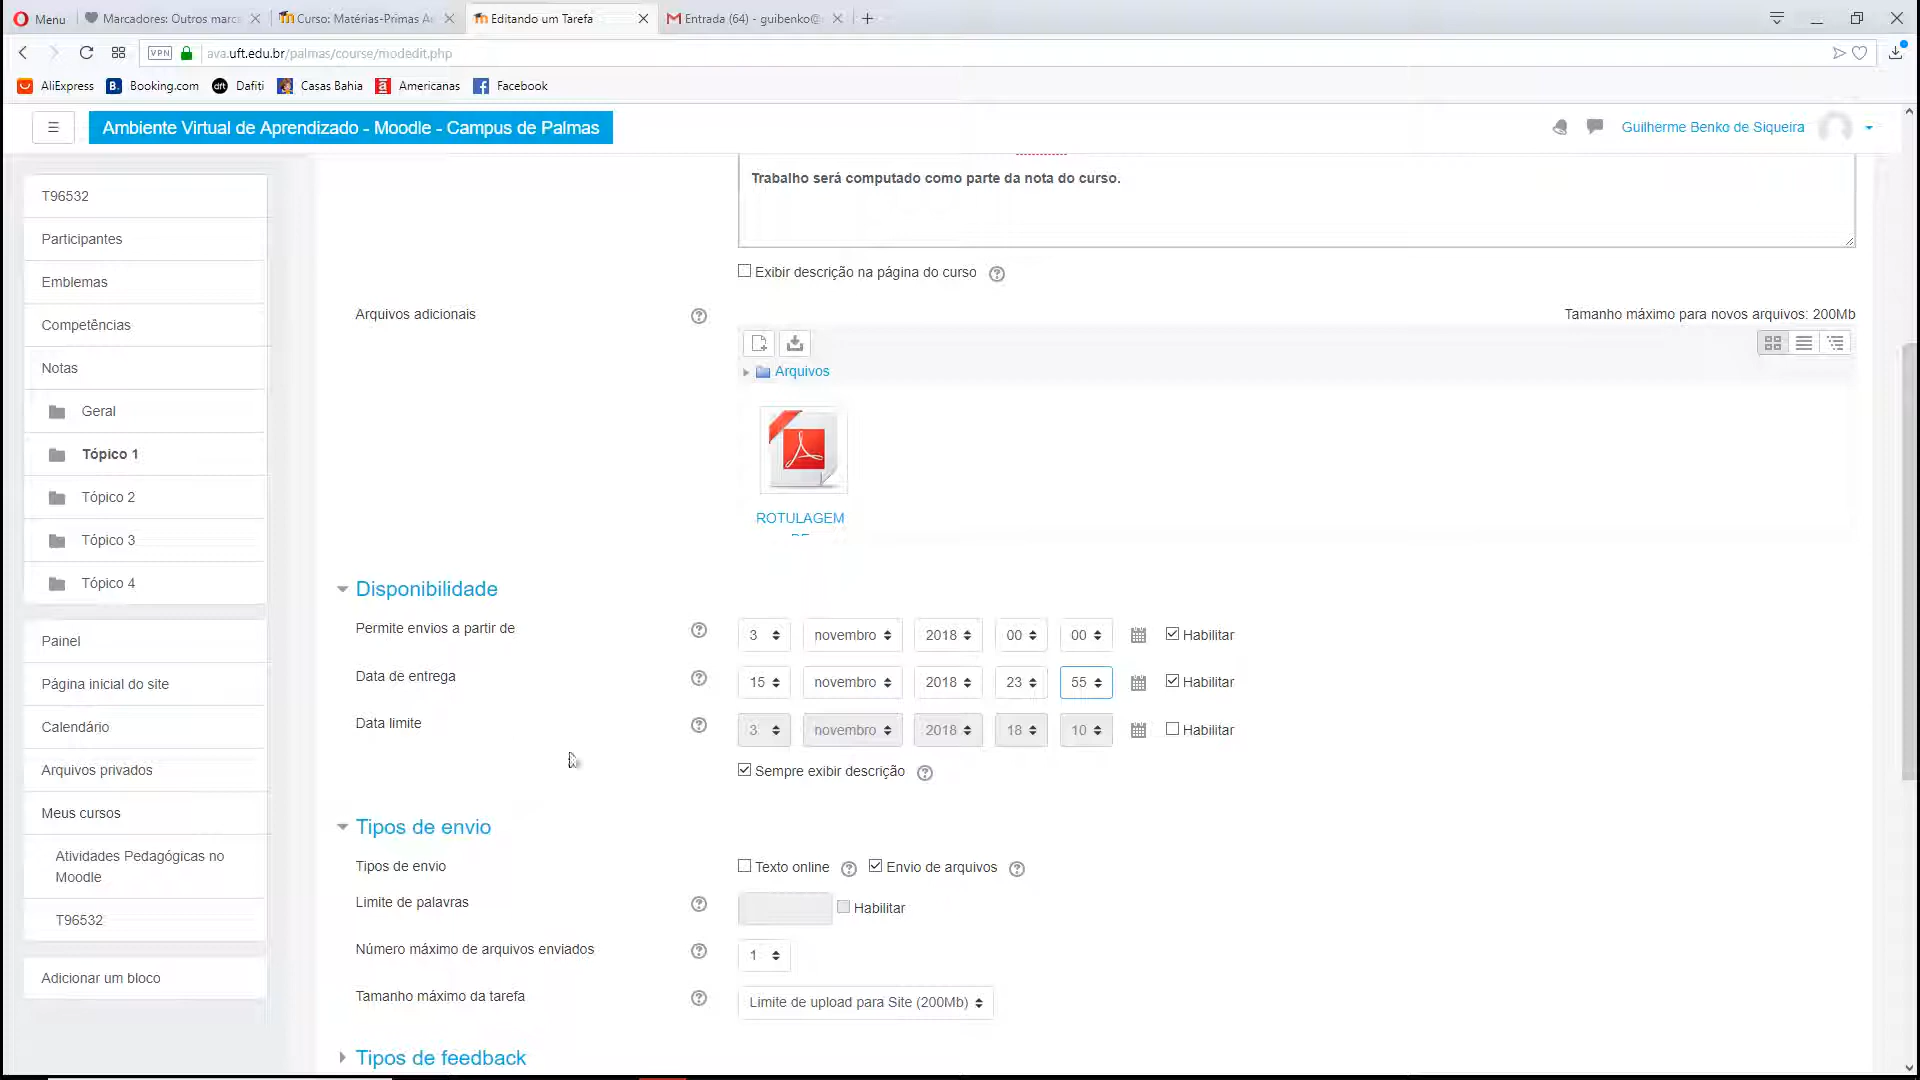 Menu
Marcadores: Outros marc
Curso: Matérias-Primas A
Editando um Tarefa
Entrada (64) - guibenko@
VPN
ava.uft.edu.br/palmas/course/modedit.php
AliExpress
B. Booking.com
dft Dafiti
Casas Bahia
a Americanas
Facebook
Ambiente Virtual de Aprendizado - Moodle - Campus de Palmas
Guilherme Benko de Siqueira
T96532
Participantes
Emblemas
Competências
Notas
Geral
Tópico 1
Tópico 2
Tópico 3
Tópico 4
Painel
Página inicial do site
Calendário
Arquivos privados
Meus cursos
Atividades Pedagógicas no
Moodle
T96532
Adicionar um bloco
Trabalho será computado como parte da nota do curso.
Exibir descrição na página do curso
Arquivos adicionais
Tamanho máximo para novos arquivos: 200Mb
Arquivos
ROTULAGEM
DE
Disponibilidade
Permite envios a partir de 3 novembro 2018 00 00 Habilitar
Data de entrega 15 novembro 2018 23 55 Habilitar
Data limite 3 novembro 2018 18 10 Habilitar
Sempre exibir descrição
Tipos de envio
Tipos de envio Texto online Envio de arquivos
Limite de palavras Habilitar
Número máximo de arquivos enviados 1
Tamanho máximo da tarefa Limite de upload para Site (200Mb)
Tipos de feedback